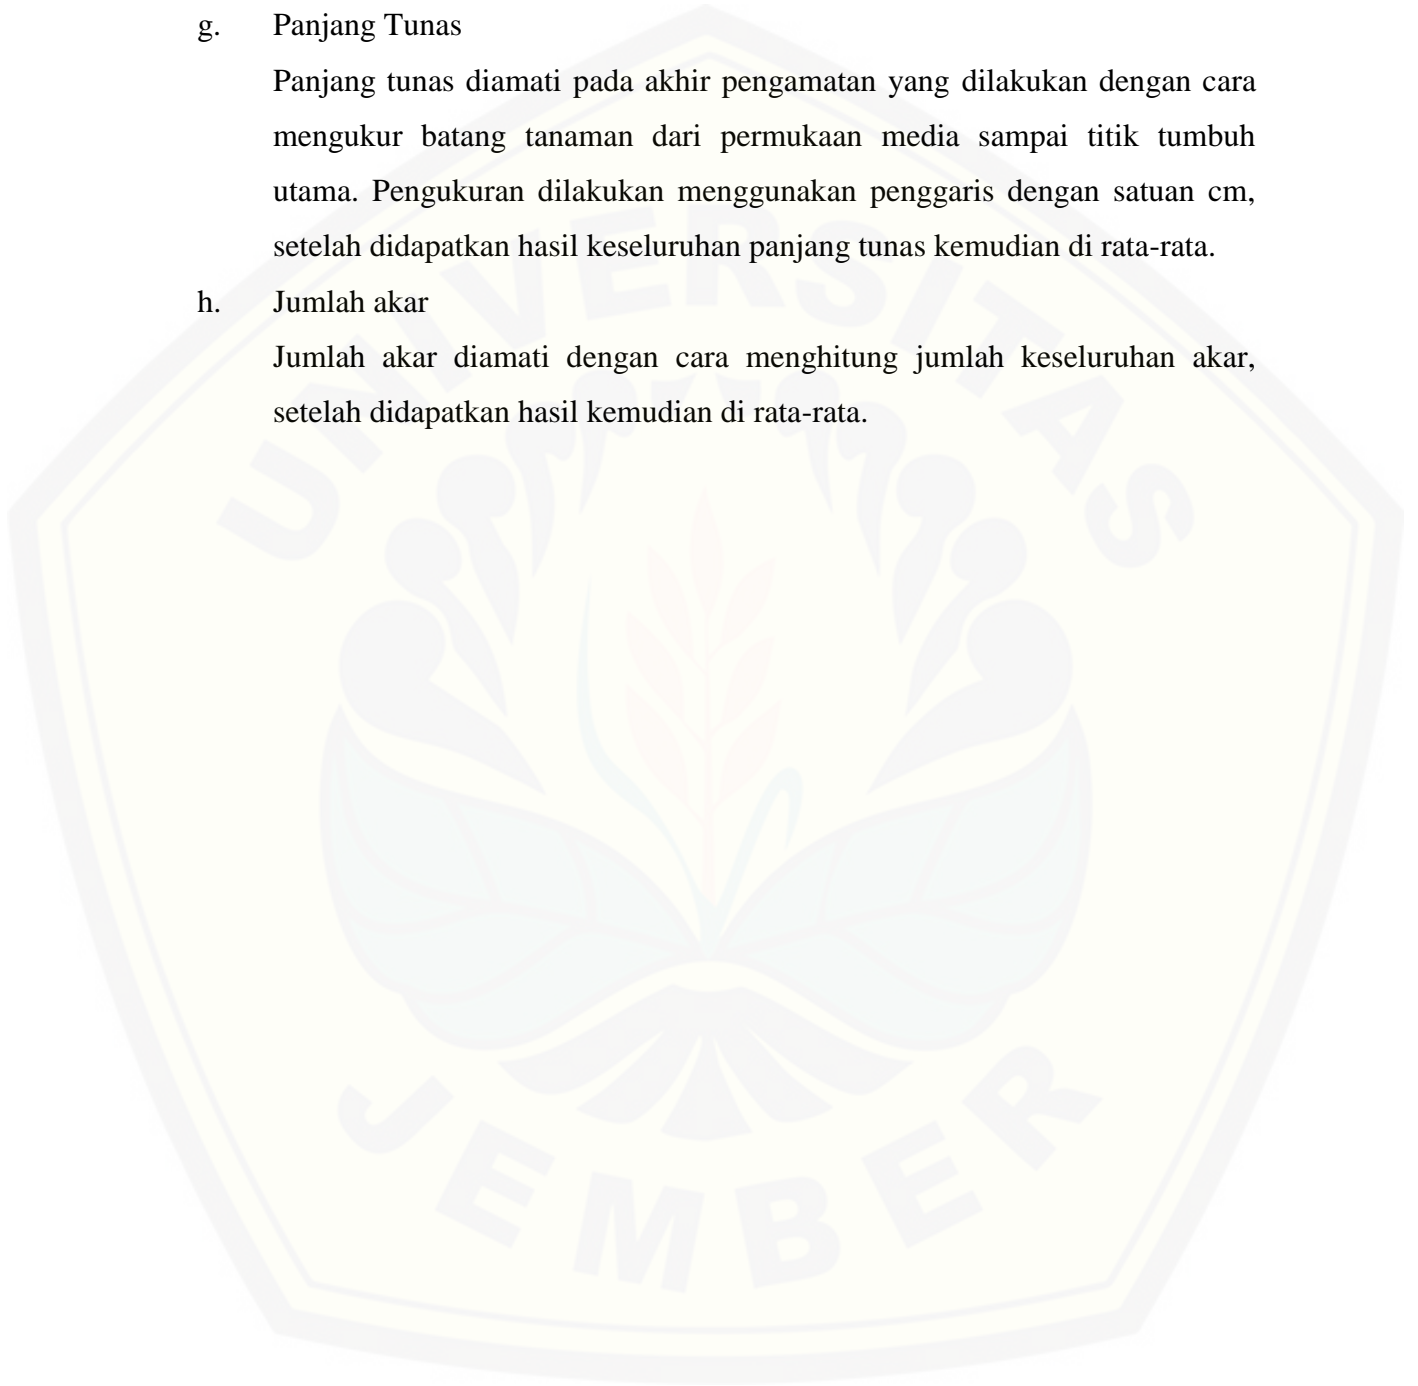 g. Panjang Tunas
Panjang tunas diamati pada akhir pengamatan yang dilakukan dengan cara
mengukur batang tanaman dari permukaan media sampai titik tumbuh
utama. Pengukuran dilakukan menggunakan penggaris dengan satuan cm,
setelah didapatkan hasil keseluruhan panjang tunas kemudian di rata-rata.
h. Jumlah akar
Jumlah akar diamati dengan cara menghitung jumlah keseluruhan akar,
setelah didapatkan hasil kemudian di rata-rata.
UNIVERSITAS
JEMBER